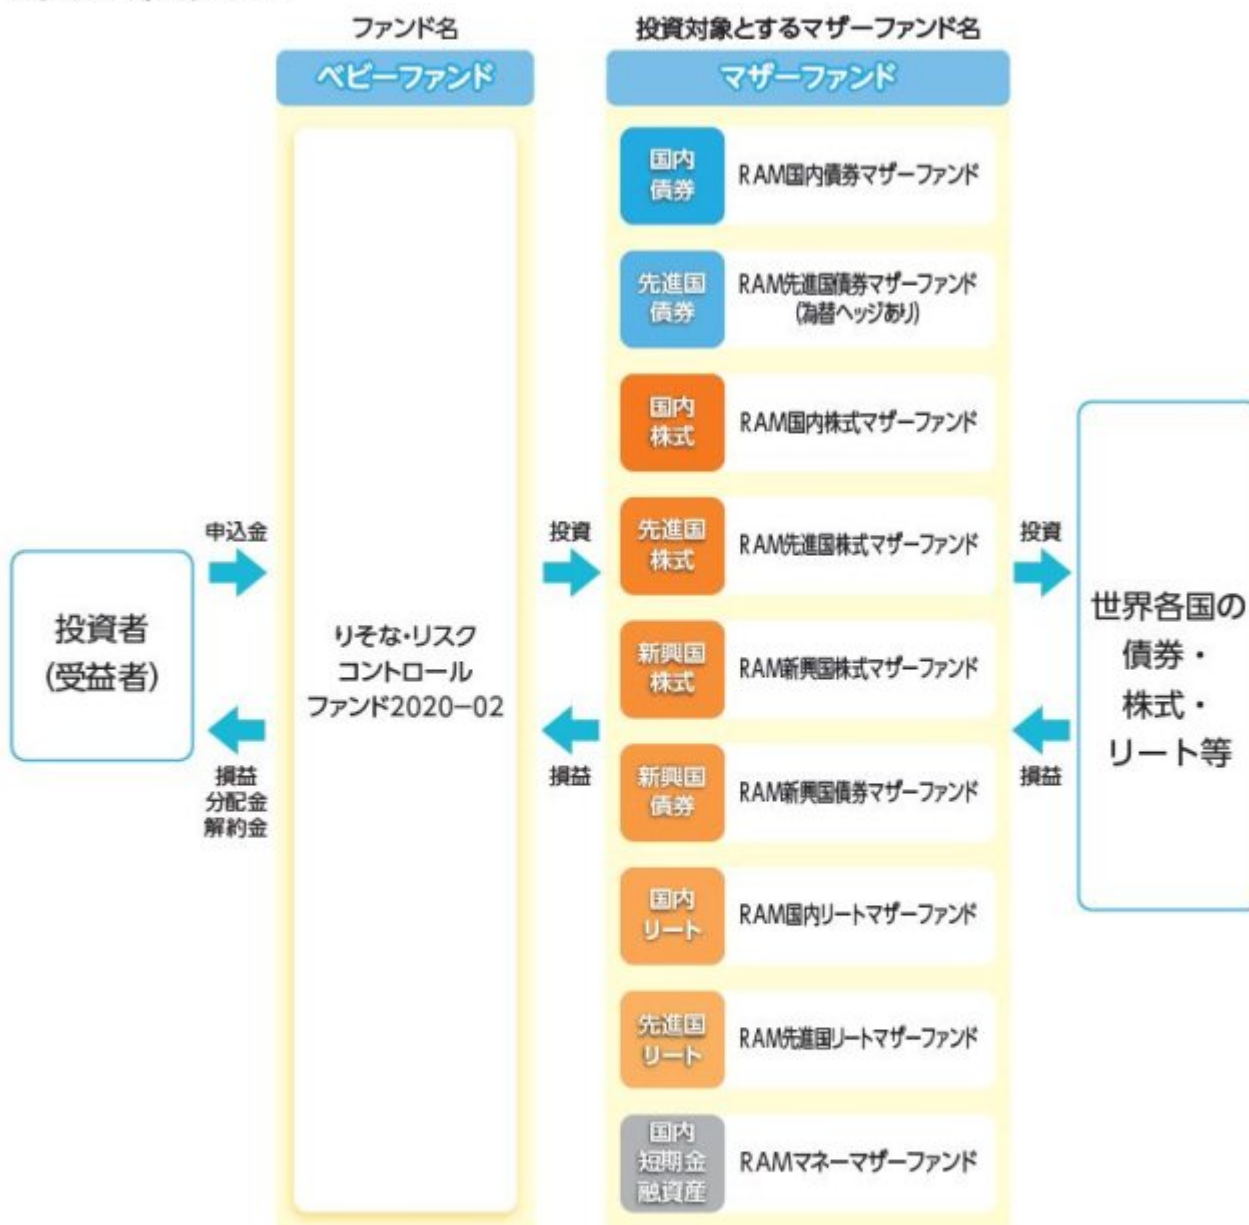 ファンド名
投資対象とするマザーファンド名
ベビーファンド
マザーファンド
国内
債券
RAM国内債券マザーファンド
先進国
債券
RAM先進国債券マザーファンド
(為替ヘッジあり)
国内
株式
RAM国内株式マザーファンド
申込金
投資
先進国
株式
RAM先進国株式マザーファンド
投資
投資者
(受益者)
りそな・リスク
コントロール
ファンド2020−02
新興国
株式
RAM新興国株式マザーファンド
世界各国の
債券・
株式・
リート等
損益
分配金
解約金
損益
新興国
債券
RAM新興国債券マザーファンド
損益
国内
リート
RAM国内リートマザーファンド
先進国
リート
RAM先進国リートマザーファンド
国内
短期金
融資産
RAMマネーマザーファンド